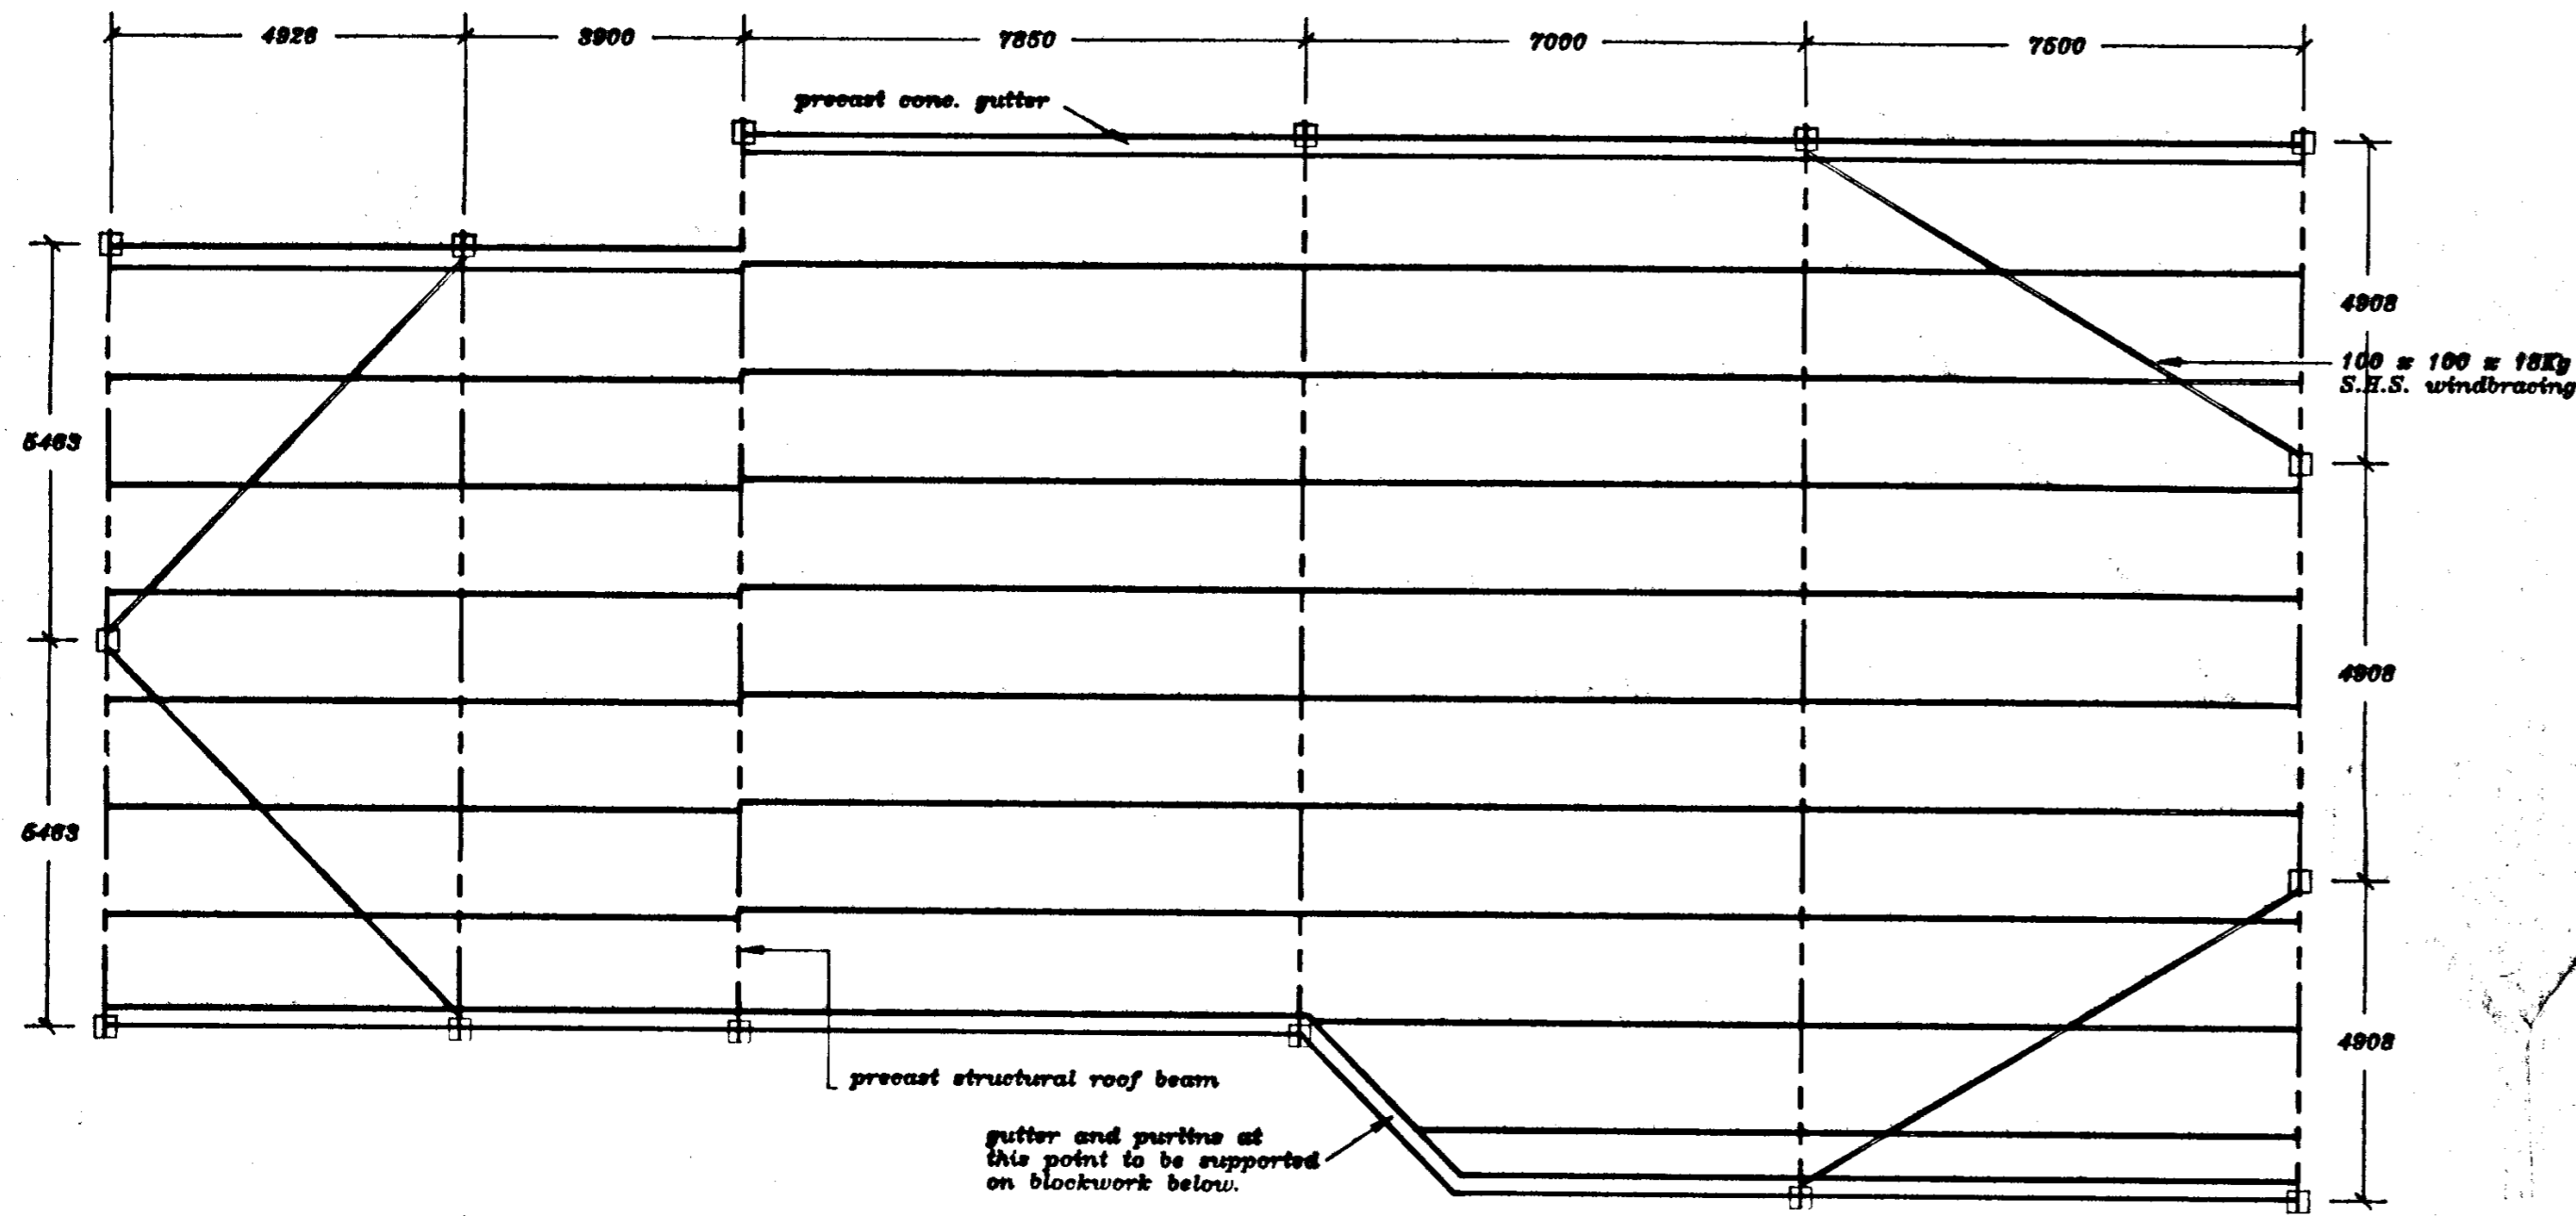 4926
3900
7850
7000
7500
precast conc. gutter
4908
100 x 100 x 18Kg
S.H.S. windbracing
5463
4908
5463
4908
precast structural roof beam
gutter and purlins at
this point to be supported
on blockwork below.